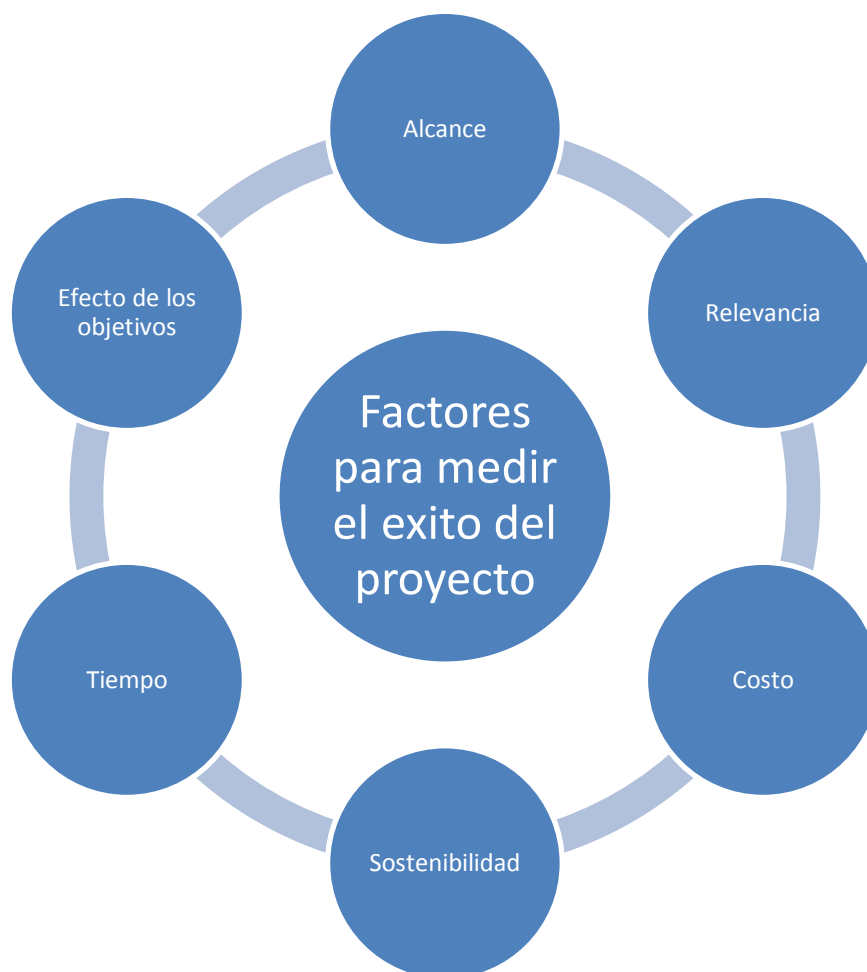 Alcance
Relevancia
Costo
Sostenibilidad
Tiempo
Efecto de los
objetivos
Factores
para medir
el exito del
proyecto